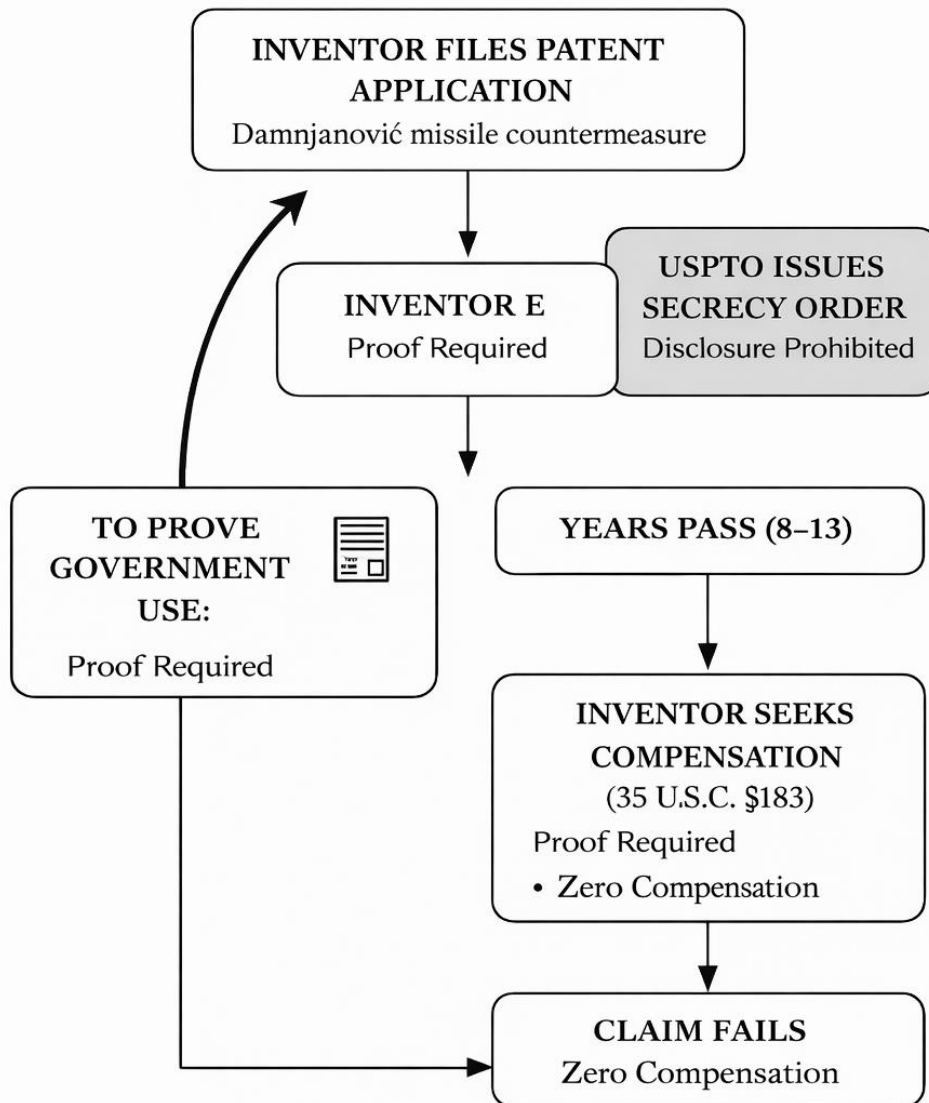 INVENTOR FILES PATENT
APPLICATION
Damnjanović missile countermeasure
INVENTOR E
Proof Required
USPTO ISSUES
SECRECY ORDER
Disclosure Prohibited
TO PROVE
GOVERNMENT
USE:
Proof Required
YEARS PASS (8–13)
INVENTOR SEEKS
COMPENSATION
(35 U.S.C. §183)
Proof Required
• Zero Compensation
CLAIM FAILS
Zero Compensation